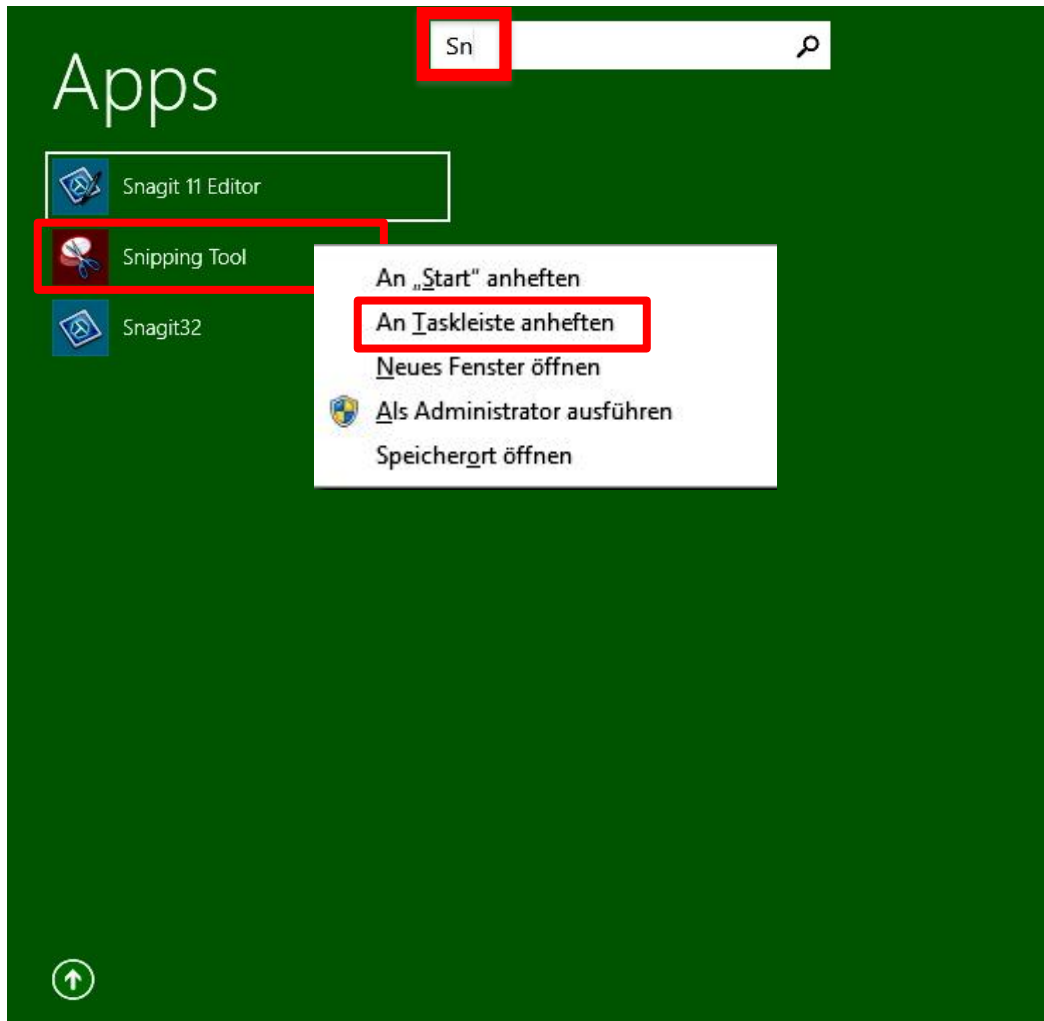 Sn
Apps
Snagit 11 Editor
Snipping Tool
Snagit32
An „Start" anheften
An Taskleiste anheften
Neues Fenster öffnen
Als Administrator ausführen
Speicherort öffnen